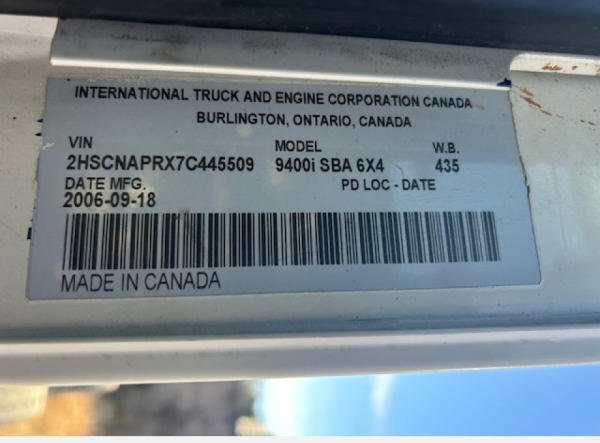 INTERNATIONAL TRUCK AND ENGINE CORPORATION CANADA
BURLINGTON, ONTARIO, CANADA
VIN MODEL W.B.
2HSCNAPRX7C445509 9400i SBA 6X4 435
DATE MFG. PD LOC - DATE
2006-09-18
MADE IN CANADA